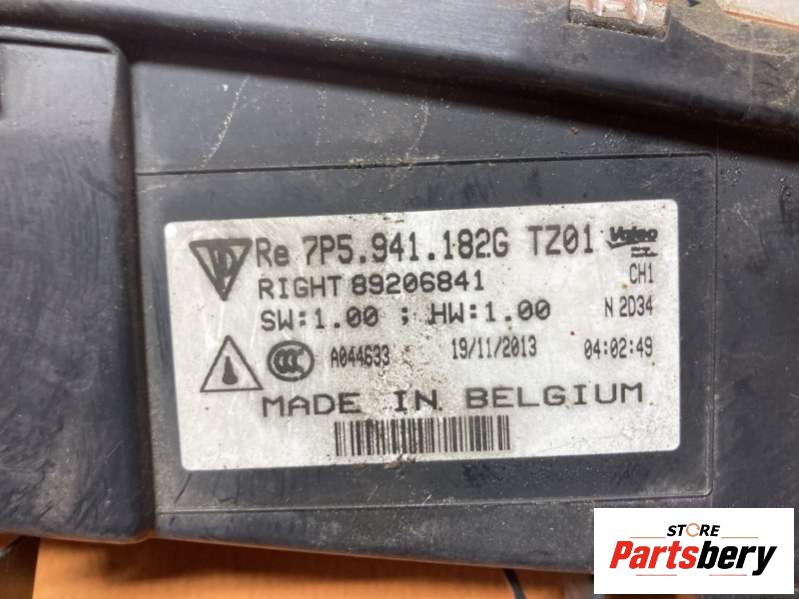 Re 7P5.941.182G TZ01 Valeo
RIGHT 89206841 CH1
SW:1.00 ; HW:1.00 N 2D34
CCC A044633 19/11/2013 04:02:49
MADE IN BELGIUM
STORE
Partsbery